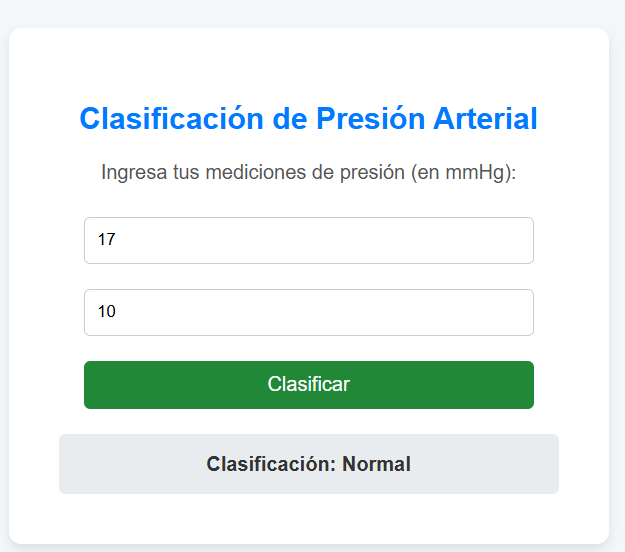 Clasificación de Presión Arterial
Ingresa tus mediciones de presión (en mmHg):
17
10
Clasificar
Clasificación: Normal